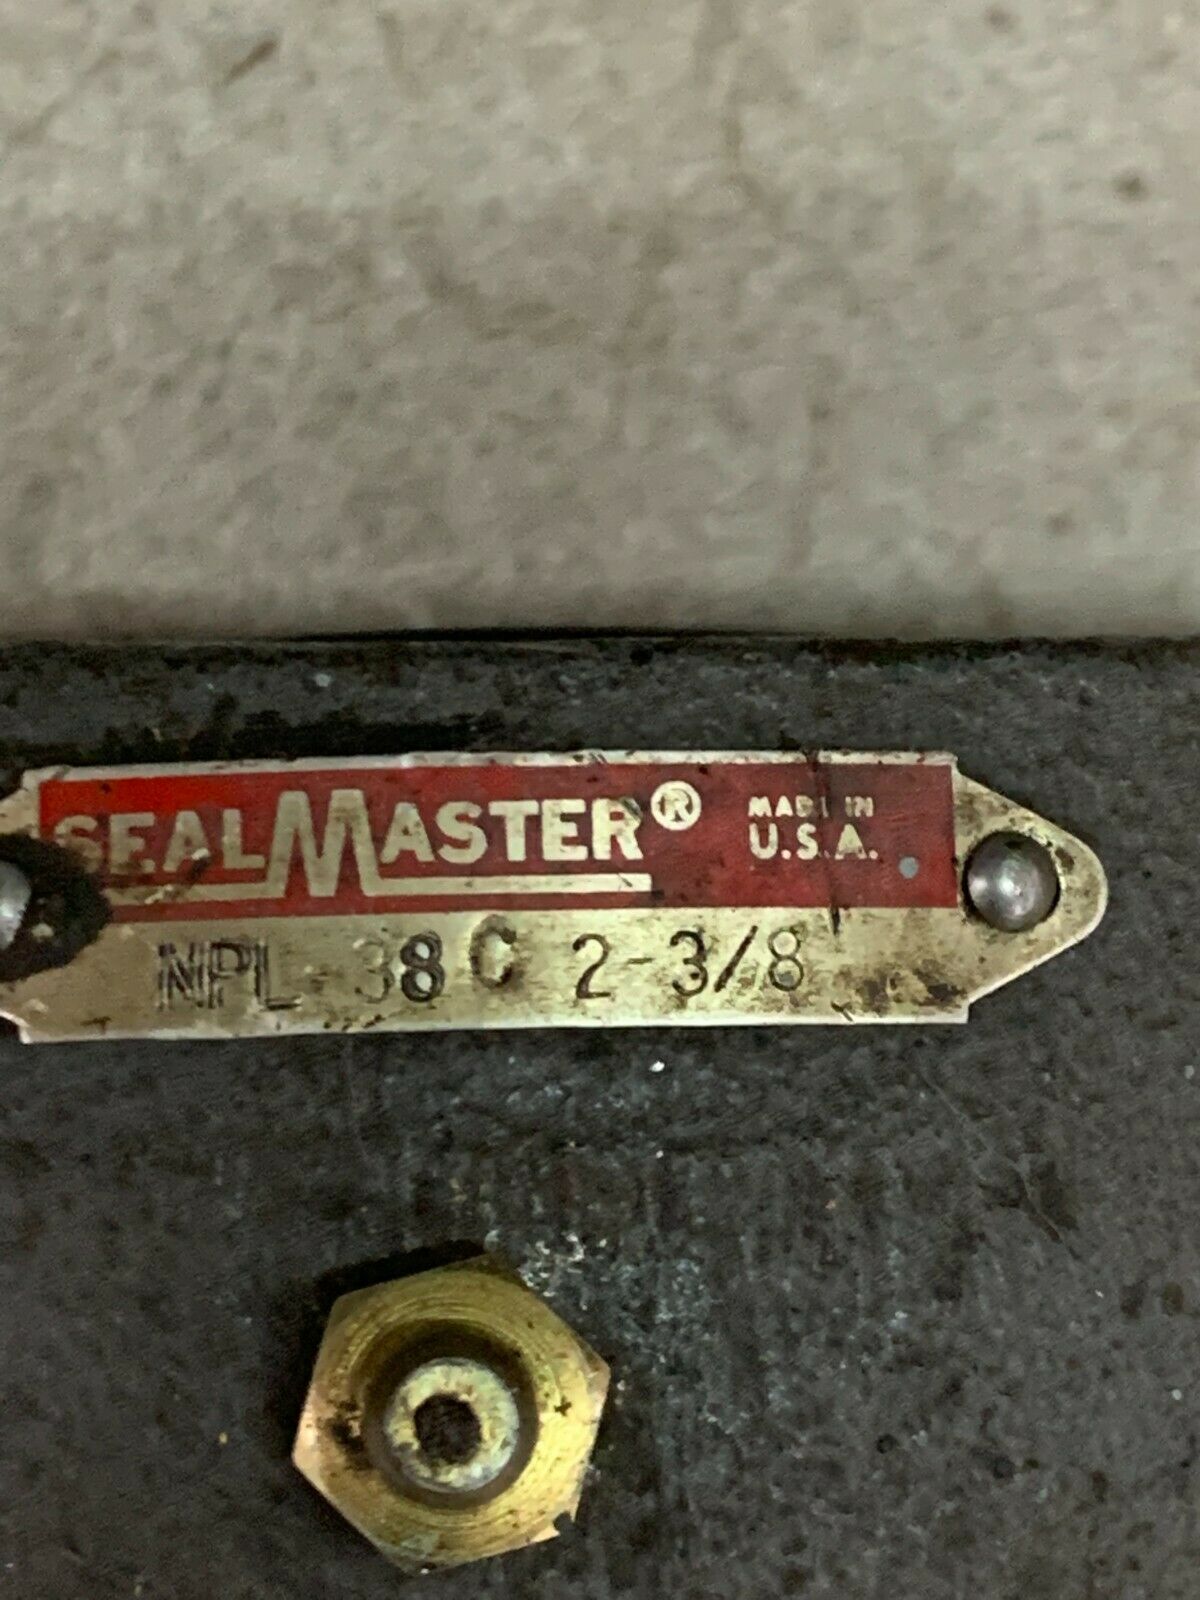 SEALMASTER® MADE IN
U.S.A.
NPL-38C 2-3/8